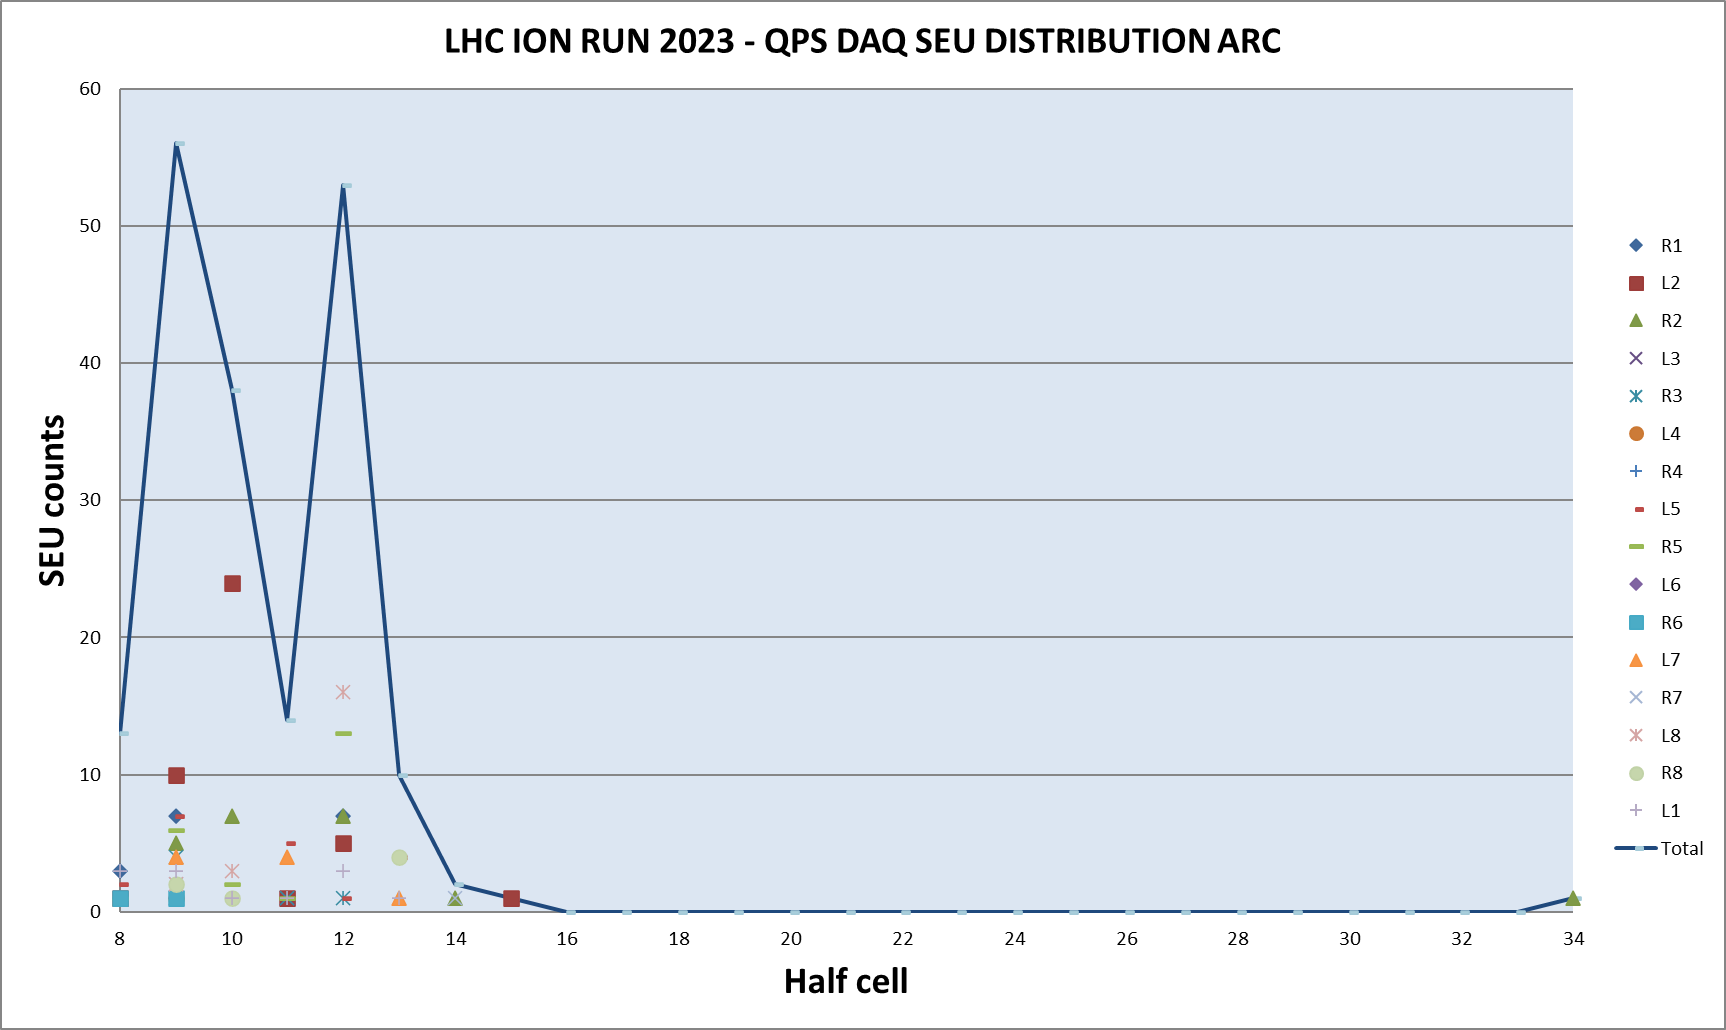 LHC ION RUN 2023 - QPS DAQ SEU DISTRIBUTION ARC
60
50
40
30
20
10
0
SEU counts
8 10 12 14 16 18 20 22 24 26 28 30 32 34
Half cell
R1
L2
R2
L3
R3
L4
R4
L5
R5
L6
R6
L7
R7
L8
R8
L1
Total